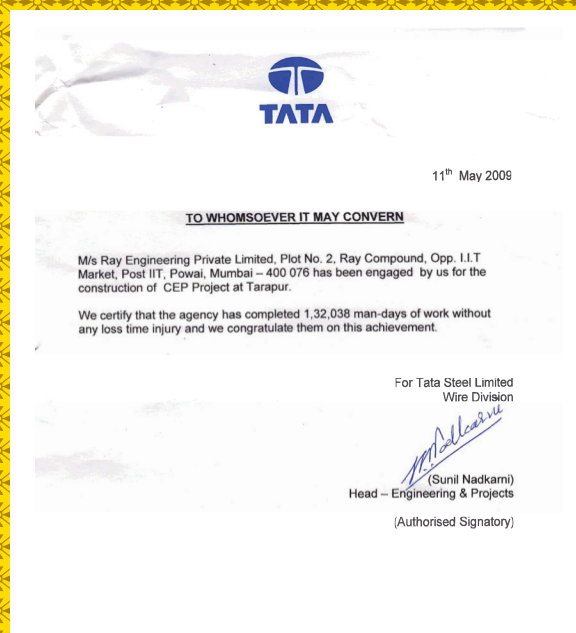 TATA
11th May 2009
TO WHOMSOEVER IT MAY CONVERN
M/s Ray Engineering Private Limited, Plot No. 2, Ray Compound, Opp. I.I.T
Market, Post IIT, Powai, Mumbai – 400 076 has been engaged by us for the
construction of CEP Project at Tarapur.
We certify that the agency has completed 1,32,038 man-days of work without
any loss time injury and we congratulate them on this achievement.
For Tata Steel Limited
Wire Division
(Sunil Nadkarni)
Head – Engineering & Projects
(Authorised Signatory)